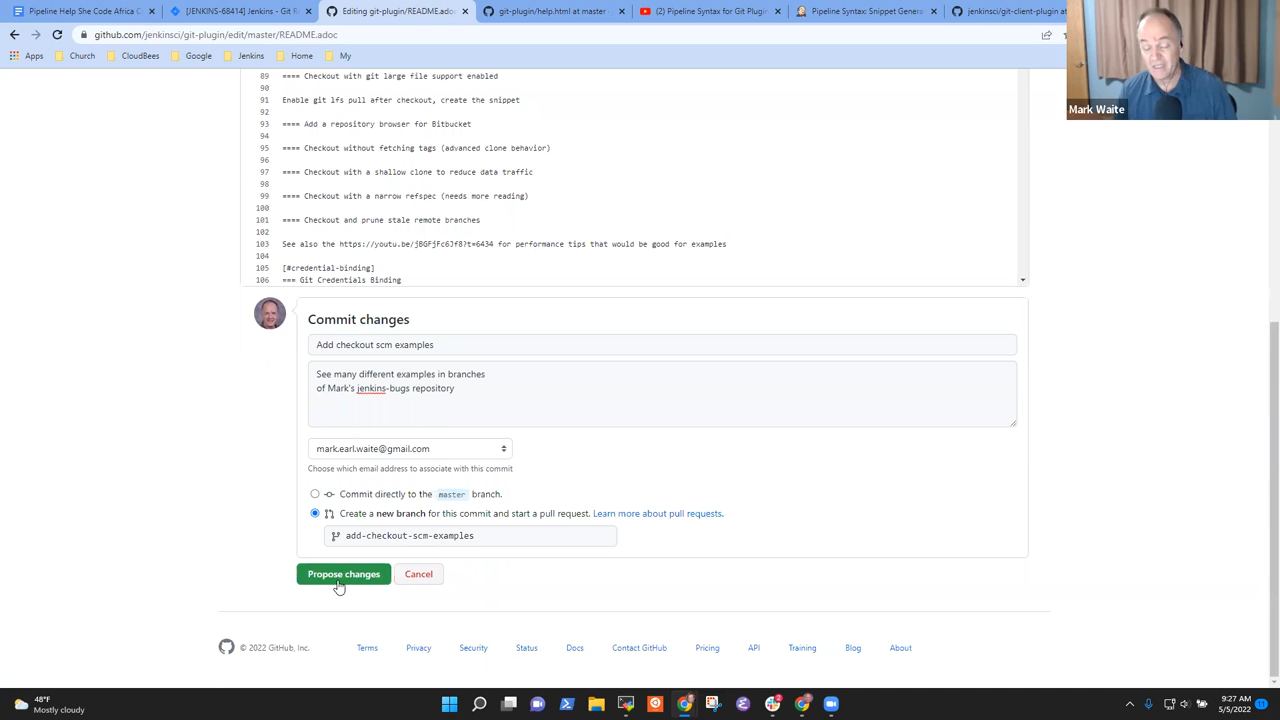 Pipeline Help She Code Africa C
[JENKINS-68414] Jenkins - Git R
Editing git-plugin/README.adoc
git-plugin/help.html at master
(2) Pipeline Syntax for Git Plugin
Pipeline Syntax: Snippet Genera
jenkinsci/git-client-plugin at
github.com/jenkinsci/git-plugin/edit/master/README.adoc
Apps
Church
CloudBees
Google
Jenkins
Home
My
Mark Waite
89 ==== Checkout with git large file support enabled
90
91 Enable git lfs pull after checkout, create the snippet
92
93 ==== Add a repository browser for Bitbucket
94
95 ==== Checkout without fetching tags (advanced clone behavior)
96
97 ==== Checkout with a shallow clone to reduce data traffic
98
99 ==== Checkout with a narrow refspec (needs more reading)
100
101 ==== Checkout and prune stale remote branches
102
103 See also the https://youtu.be/jBGFjFc6Jf8?t=6434 for performance tips that would be good for examples
104
105 [#credential-binding]
106 === Git Credentials Binding
Commit changes
Add checkout scm examples
See many different examples in branches
of Mark's jenkins-bugs repository
mark.earl.waite@gmail.com
Choose which email address to associate with this commit
Commit directly to the master branch.
Create a new branch for this commit and start a pull request. Learn more about pull requests.
add-checkout-scm-examples
Propose changes
Cancel
© 2022 GitHub, Inc.
Terms
Privacy
Security
Status
Docs
Contact GitHub
Pricing
API
Training
Blog
About
48°F
Mostly cloudy
9:27 AM
5/5/2022